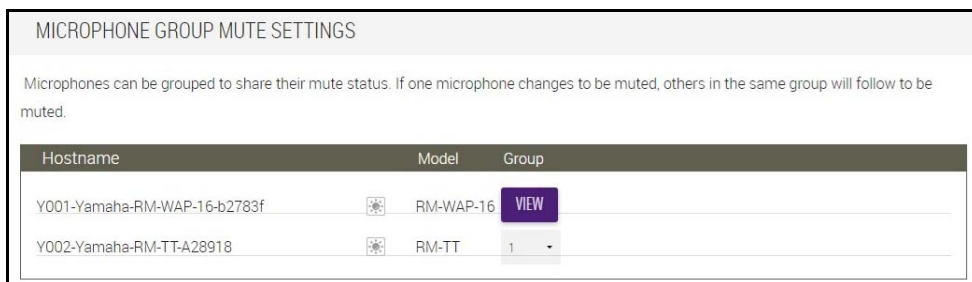 MICROPHONE GROUP MUTE SETTINGS
Microphones can be grouped to share their mute status. If one microphone changes to be muted, others in the same group will follow to be
muted.
Hostname Model Group
Y001-Yamaha-RM-WAP-16-b2783f RM-WAP-16 VIEW
Y002-Yamaha-RM-TT-A28918 RM-TT 1